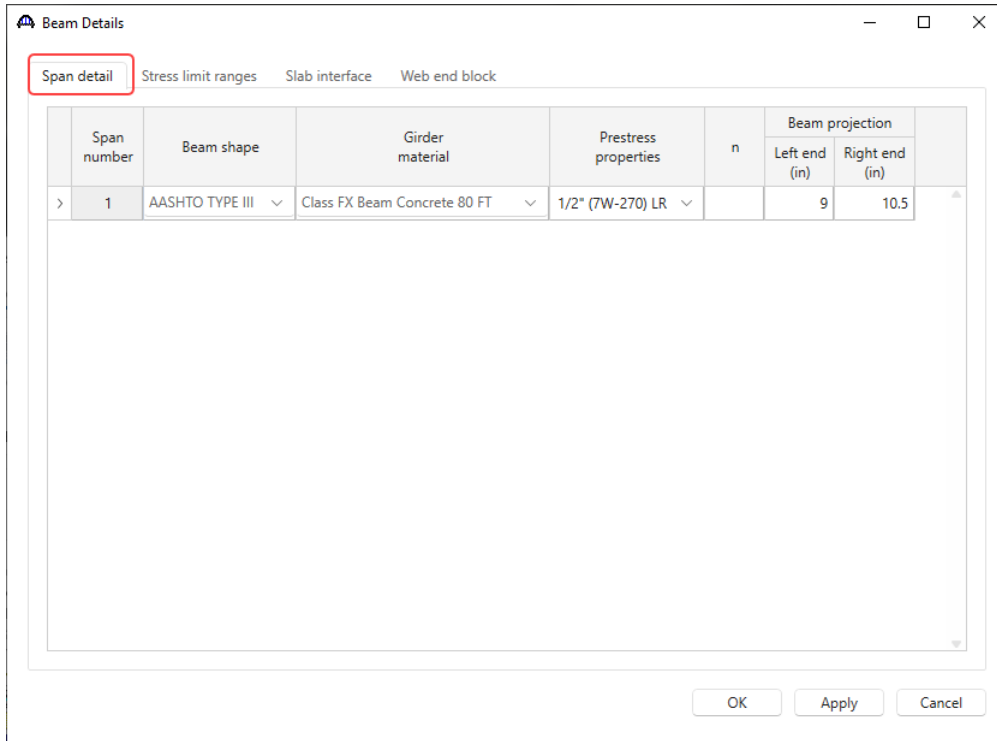 Beam Details
Span detail Stress limit ranges Slab interface Web end block
Span number Beam shape Girder material Prestress properties n Beam projection
Left end (in) Right end (in)
1 AASHTO TYPE III Class FX Beam Concrete 80 FT 1/2" (7W-270) LR 9 10.5
OK Apply Cancel